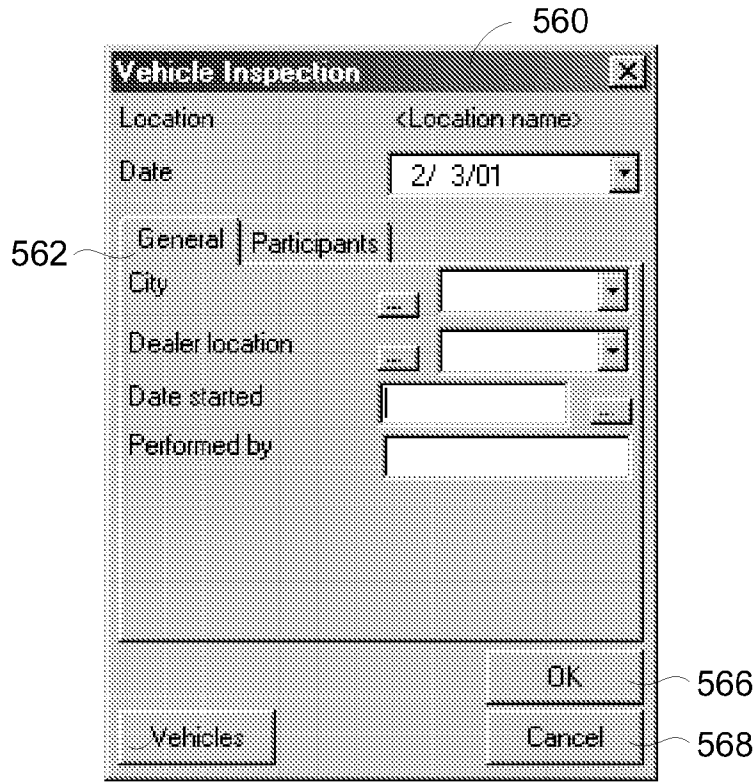 560
Vehicle Inspection
Location <Location name>
Date 2/ 3/01
562 General Participants
City ...
Dealer location ...
Date started ...
Performed by
OK 566
Vehicles Cancel 568